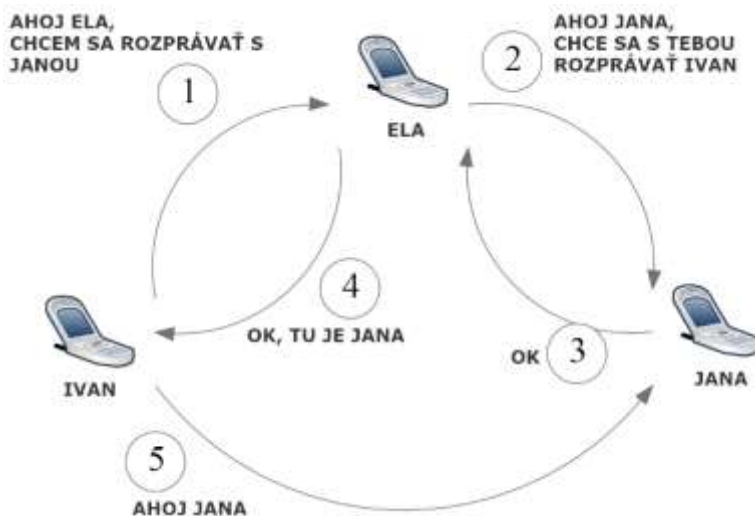 AHOJ ELA,
CHCEM SA ROZPRÁVAŤ S
JANOU
1
2
AHOJ JANA,
CHCE SA S TEBOU
ROZPRÁVAŤ IVAN
ELA
4
OK, TU JE JANA
OK
3
IVAN
JANA
5
AHOJ JANA